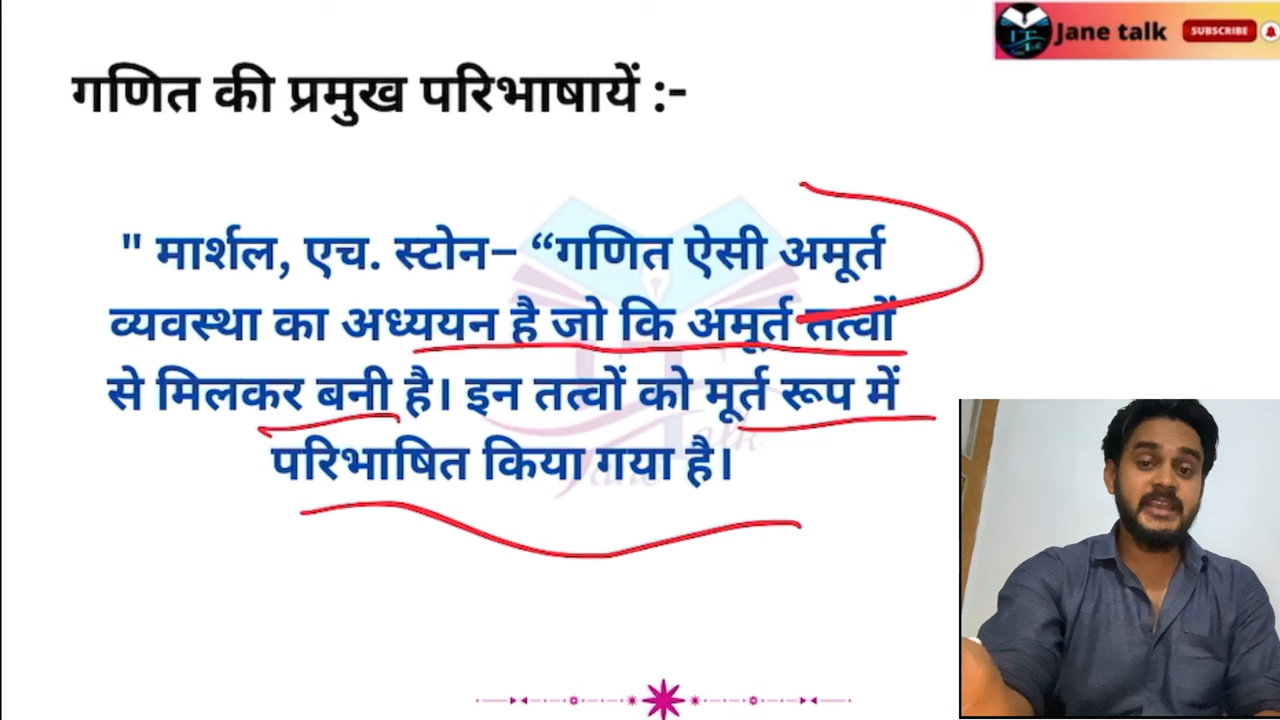 Jane talk
SUBSCRIBE
गणित की प्रमुख परिभाषायें :-
" मार्शल, एच. स्टोन– “गणित ऐसी अमूर्त
व्यवस्था का अध्ययन है जो कि अमूर्त तत्वों
से मिलकर बनी है। इन तत्वों को मूर्त रूप में
परिभाषित किया गया है।